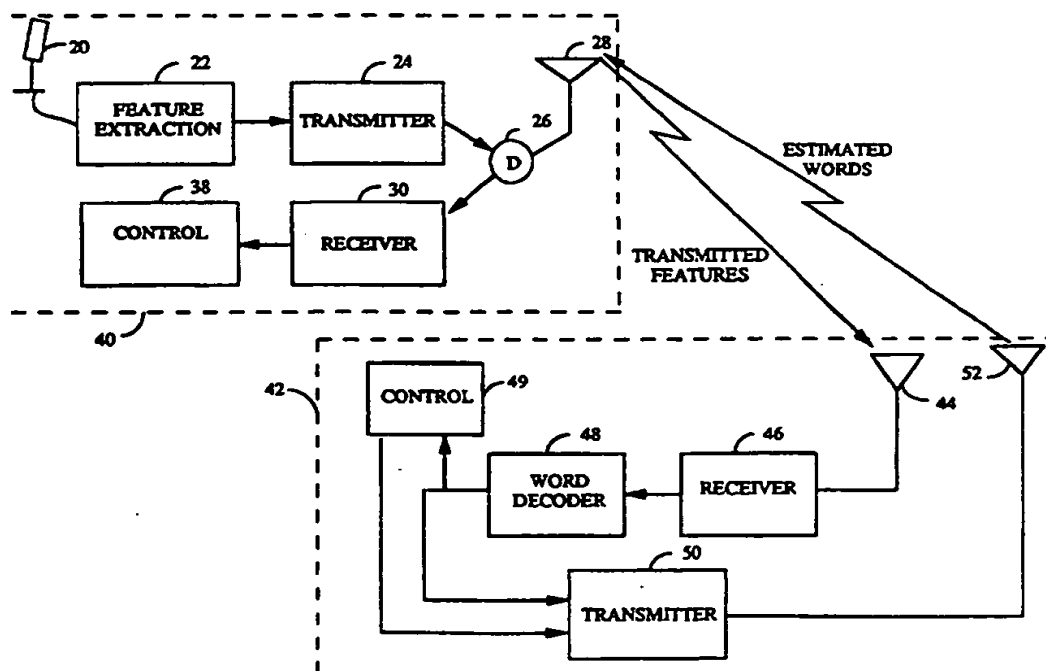 20
22
24
28
FEATURE
EXTRACTION
TRANSMITTER
26
D
ESTIMATED
WORDS
38
30
CONTROL
RECEIVER
TRANSMITTED
FEATURES
40
42
CONTROL
49
52
44
48
46
WORD
DECODER
RECEIVER
50
TRANSMITTER